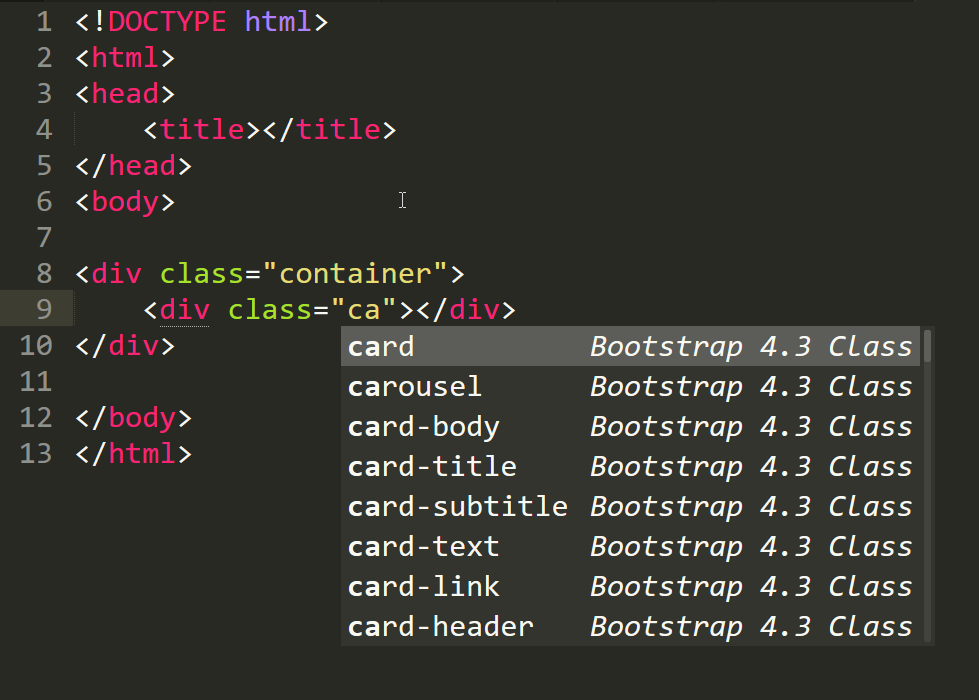 1 <!DOCTYPE html>
2 <html>
3 <head>
4     <title></title>
5 </head>
6 <body>
7
8 <div class="container">
9     <div class="ca"></div>
10 </div>
card Bootstrap 4.3 Class
11
carousel Bootstrap 4.3 Class
12 </body>
card-body Bootstrap 4.3 Class
13 </html>
card-title Bootstrap 4.3 Class
card-subtitle Bootstrap 4.3 Class
card-text Bootstrap 4.3 Class
card-link Bootstrap 4.3 Class
card-header Bootstrap 4.3 Class